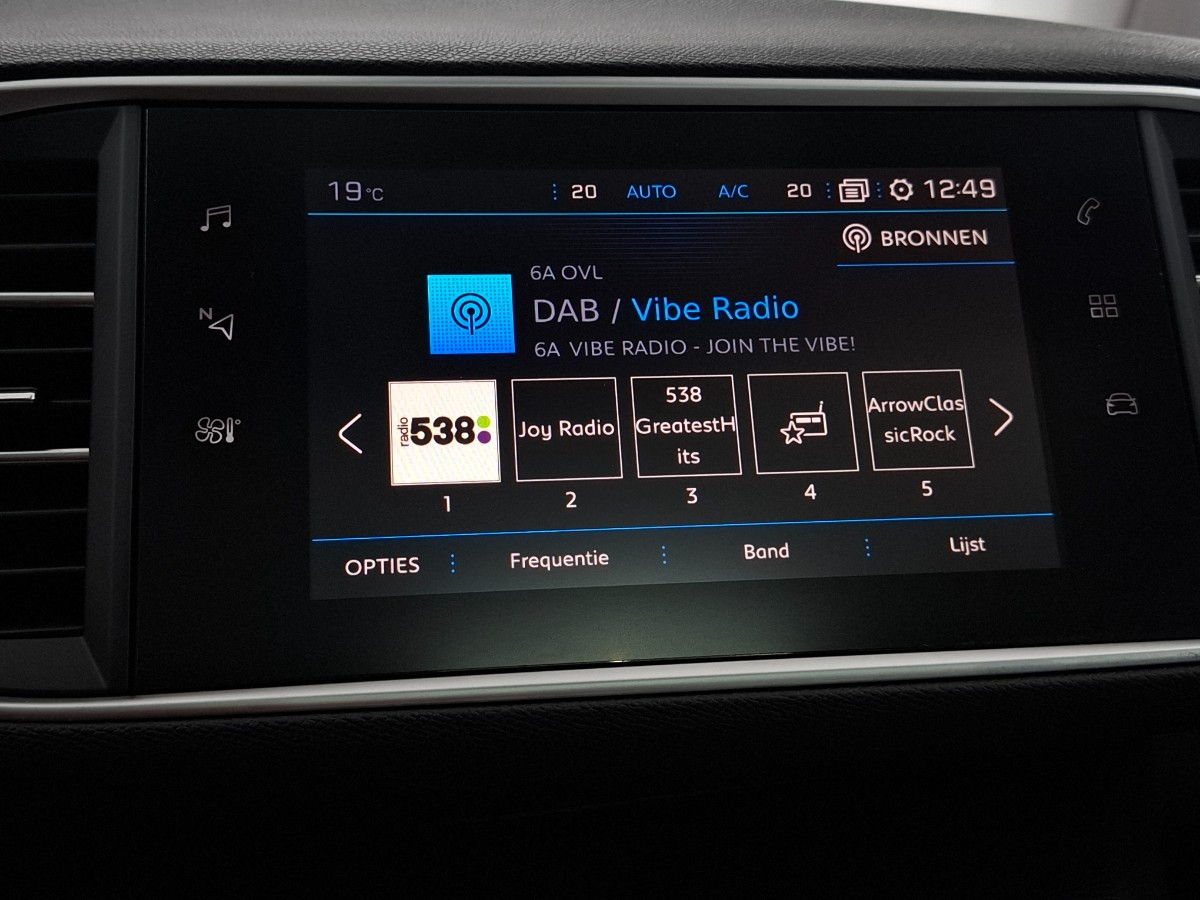 19°C 20 AUTO A/C 20 12:49
BRONNEN
6A OVL
DAB / Vibe Radio
6A VIBE RADIO - JOIN THE VIBE!
N
radio 538
Joy Radio
538
GreatestH
its
ArrowClas
sicRock
1 2 3 4 5
OPTIES Frequentie Band Lijst